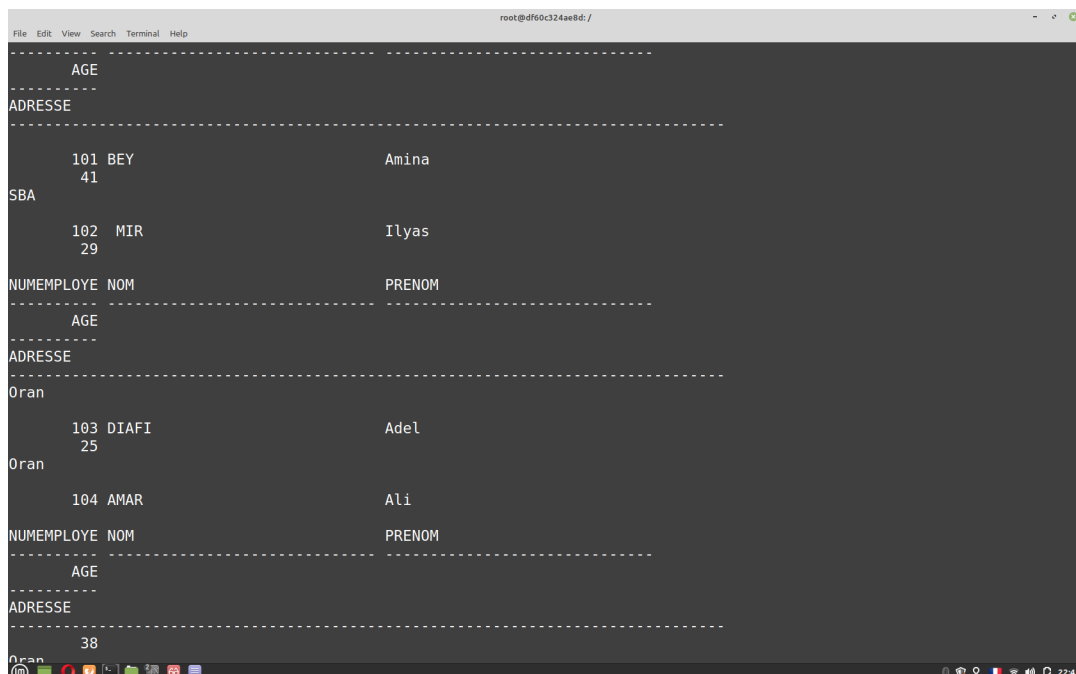 root@df60c324ae8d: /
File Edit View Search Terminal Help
---------- ------------------------------ ------------------------------
AGE
----------
ADRESSE
--------------------------------------------------------------------------------
101 BEY Amina
41
SBA
102 MIR Ilyas
29
NUMEMPLOYE NOM PRENOM
---------- ------------------------------ ------------------------------
AGE
----------
ADRESSE
--------------------------------------------------------------------------------
Oran
103 DIAFI Adel
25
Oran
104 AMAR Ali
NUMEMPLOYE NOM PRENOM
---------- ------------------------------ ------------------------------
AGE
----------
ADRESSE
--------------------------------------------------------------------------------
38
Oran